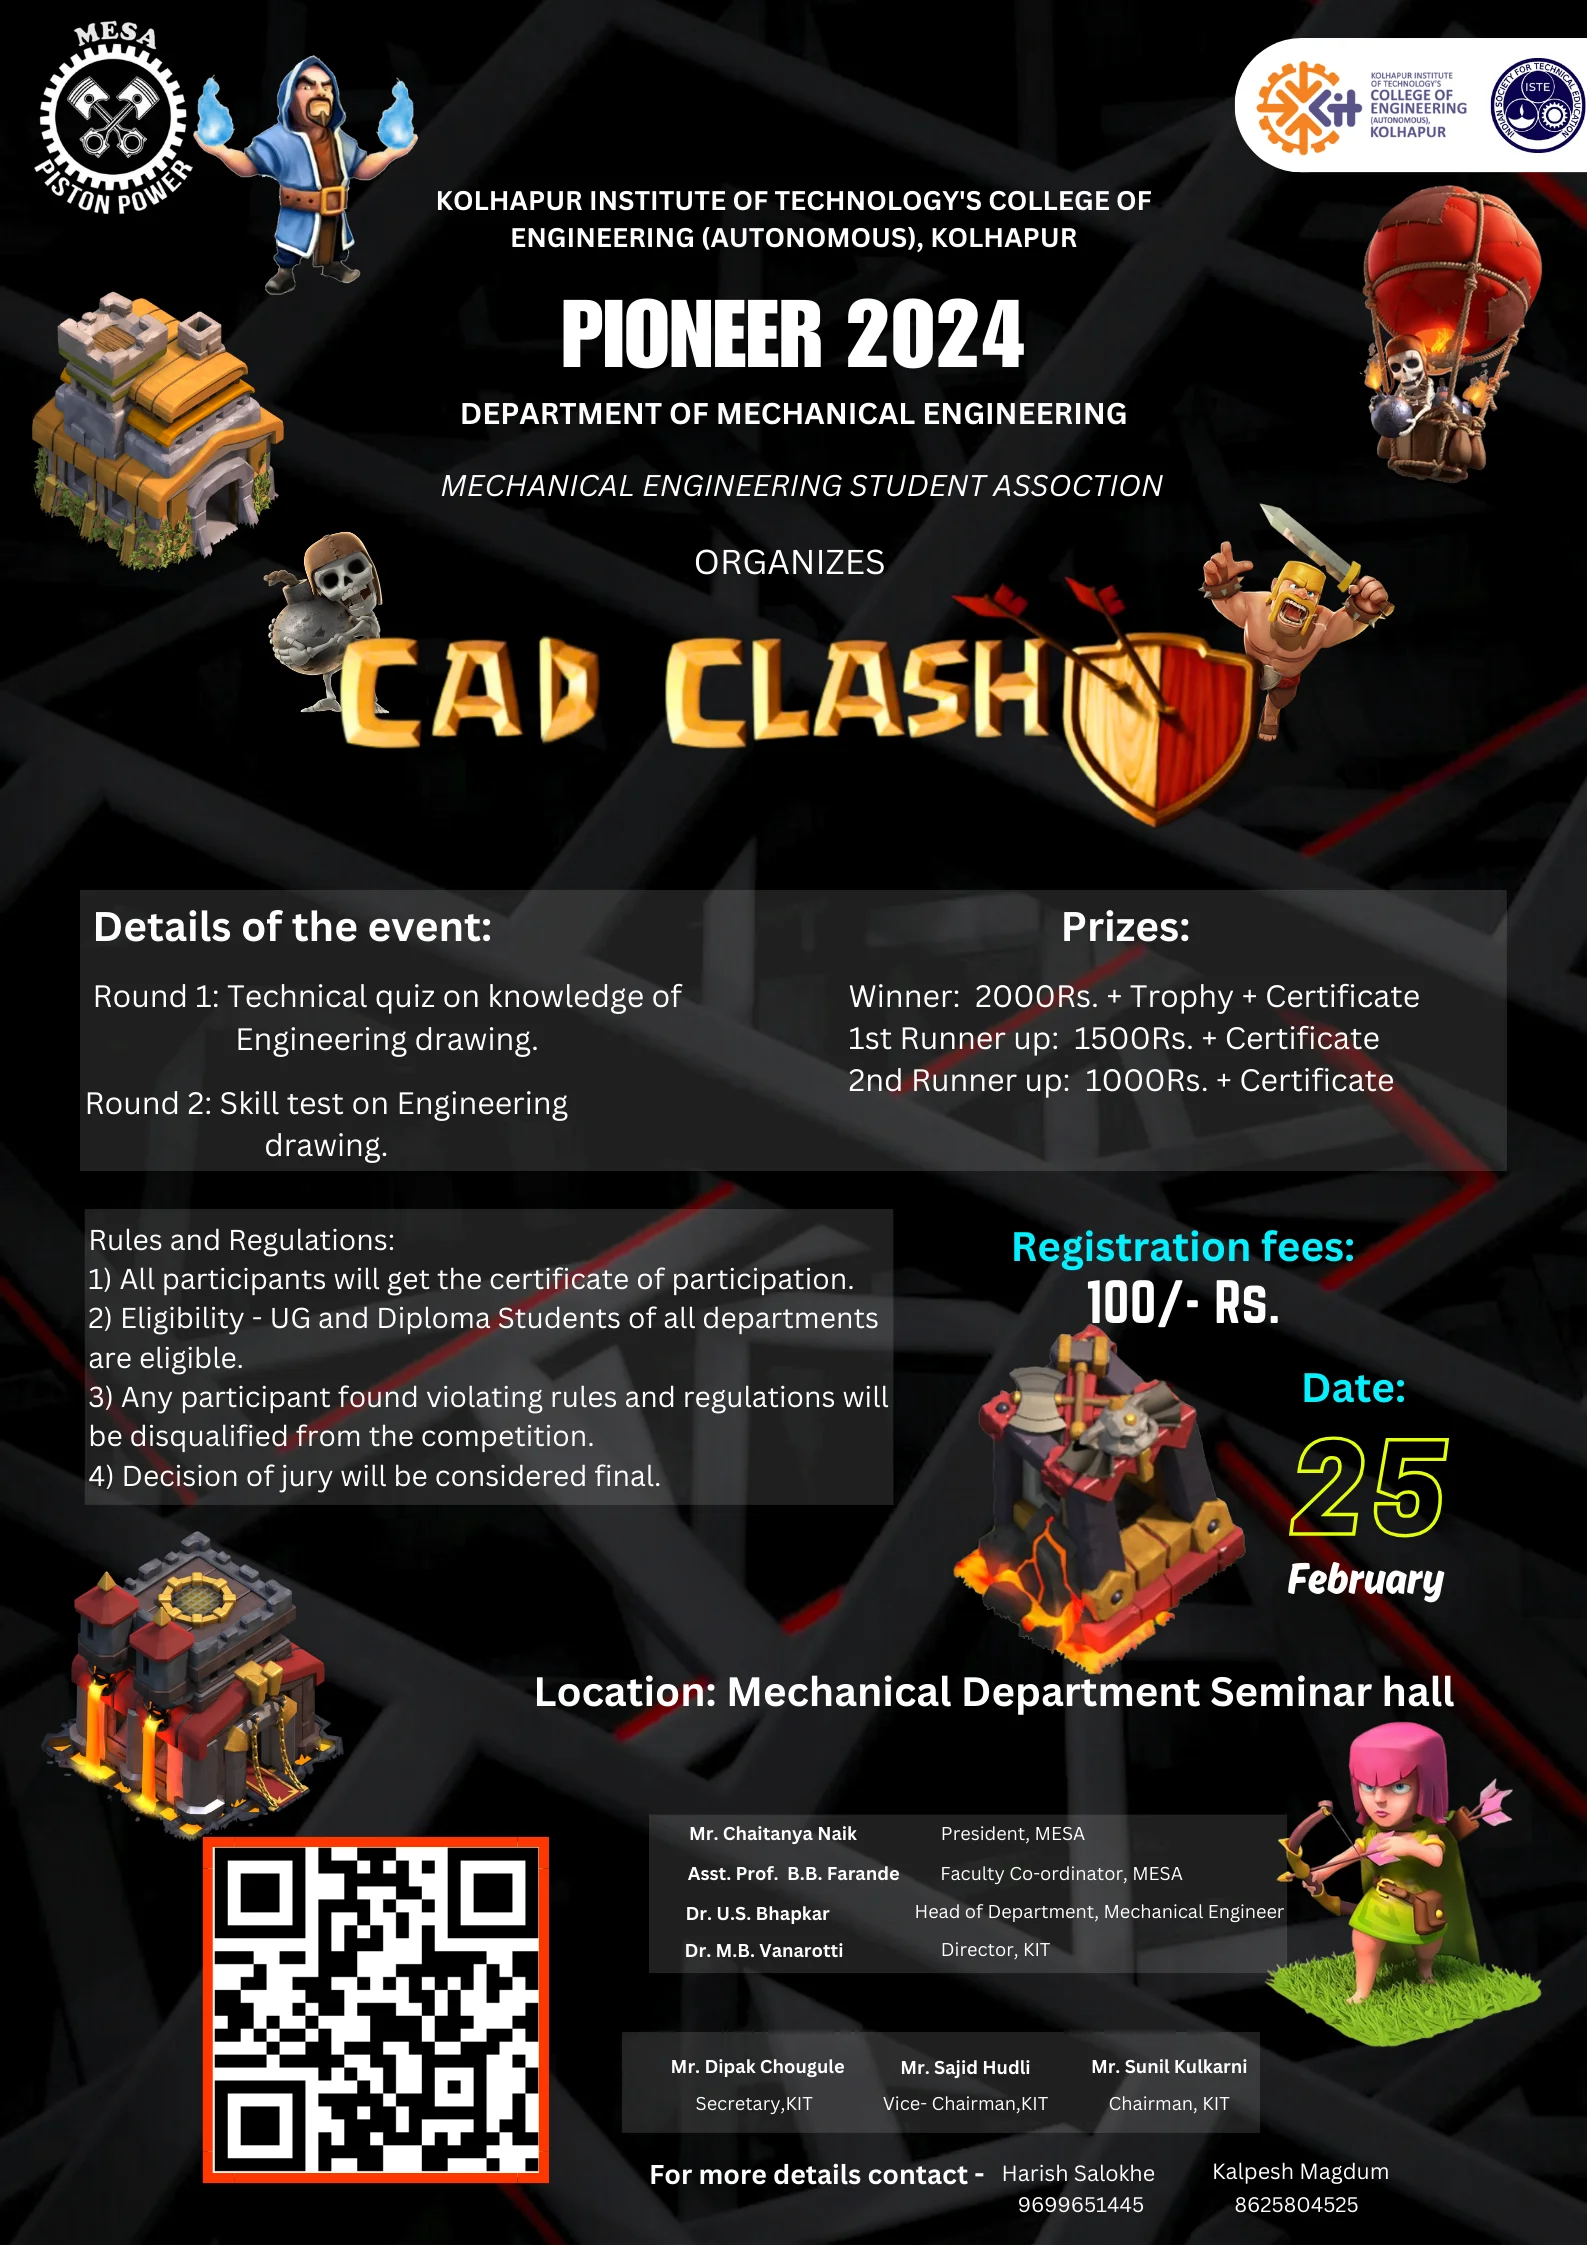 MESA
PISTON POWER
KOLHAPUR INSTITUTE
OF TECHNOLOGY'S
COLLEGE OF
ENGINEERING
(AUTONOMOUS),
KOLHAPUR
Kit
INDIAN SOCIETY FOR TECHNICAL EDUCATION
ISTE
KOLHAPUR INSTITUTE OF TECHNOLOGY'S COLLEGE OF
ENGINEERING (AUTONOMOUS), KOLHAPUR
PIONEER 2024
DEPARTMENT OF MECHANICAL ENGINEERING
MECHANICAL ENGINEERING STUDENT ASSOCTION
ORGANIZES
CAD CLASH
Details of the event:
Round 1: Technical quiz on knowledge of
Engineering drawing.
Round 2: Skill test on Engineering
drawing.
Prizes:
Winner: 2000Rs. + Trophy + Certificate
1st Runner up: 1500Rs. + Certificate
2nd Runner up: 1000Rs. + Certificate
Rules and Regulations:
1) All participants will get the certificate of participation.
2) Eligibility - UG and Diploma Students of all departments
are eligible.
3) Any participant found violating rules and regulations will
be disqualified from the competition.
4) Decision of jury will be considered final.
Registration fees:
100/- Rs.
Date:
25
February
Location: Mechanical Department Seminar hall
Mr. Chaitanya Naik President, MESA
Asst. Prof. B.B. Farande Faculty Co-ordinator, MESA
Dr. U.S. Bhapkar Head of Department, Mechanical Engineer
Dr. M.B. Vanarotti Director, KIT
Mr. Dipak Chougule Mr. Sajid Hudli Mr. Sunil Kulkarni
Secretary,KIT Vice- Chairman,KIT Chairman, KIT
For more details contact - Harish Salokhe Kalpesh Magdum
9699651445 8625804525